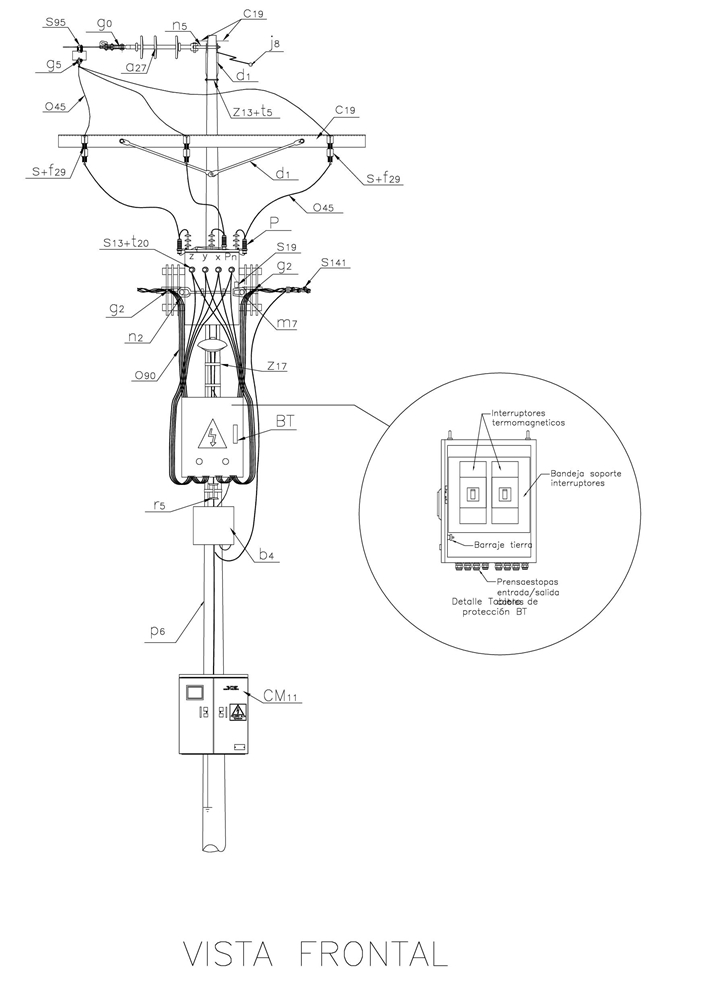 S95
g0
n5
C19
j8
g5
a27
d1
O45
Z13+t5
C19
S+f29
d1
S+f29
O45
P
S13+t20
z y x Pn
S19
g2
S141
g2
m7
n2
O90
Z17
BT
r5
b4
p6
CM11
Interruptores
termomagneticos
Bandeja soporte
interruptores
Barraje tierra
Prensaestopas
entrada/salida
Detalle Tablero de
protección BT
VISTA FRONTAL